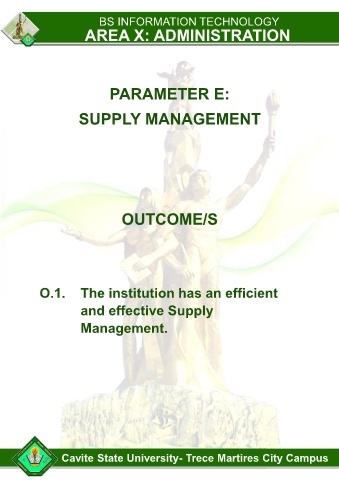 BS INFORMATION TECHNOLOGY
AREA X: ADMINISTRATION
PARAMETER E:
SUPPLY MANAGEMENT
OUTCOME/S
O.1. The institution has an efficient
and effective Supply
Management.
Cavite State University- Trece Martires City Campus